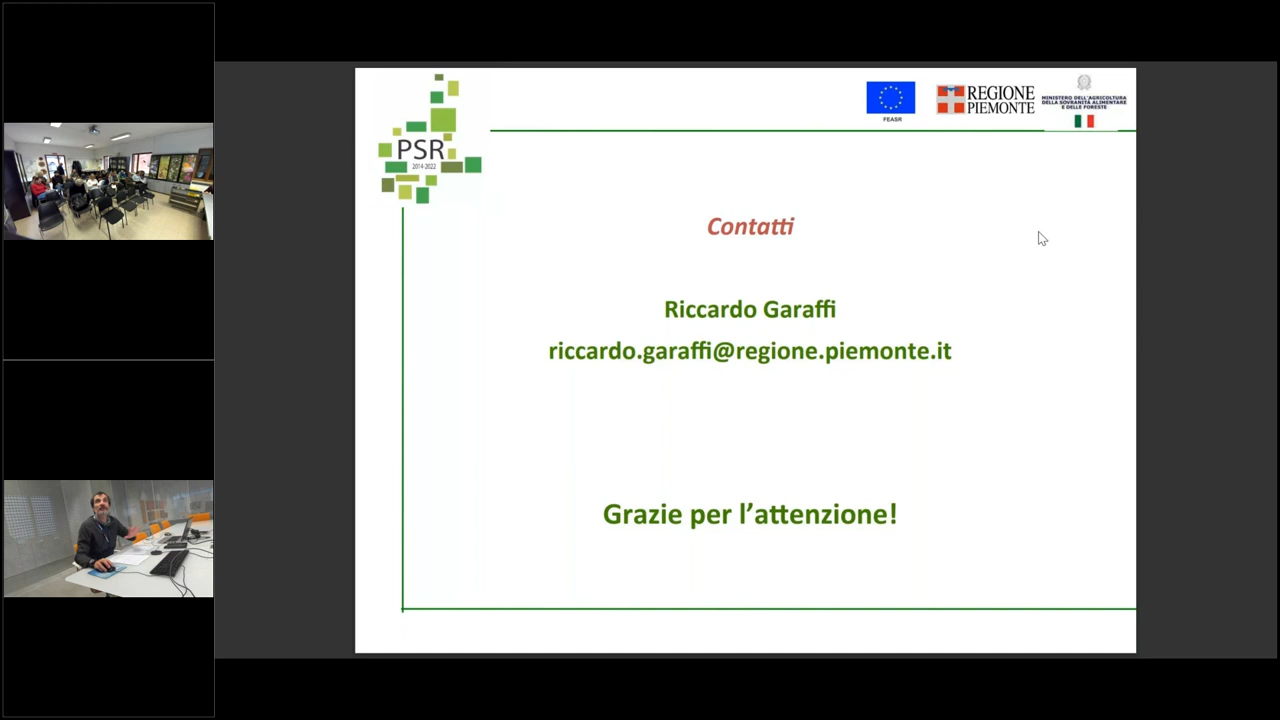 PSR
2014-2022
FEASR
REGIONE
PIEMONTE
MINISTERO DELL'AGRICOLTURA
DELLA SOVRANITÀ ALIMENTARE
E DELLE FORESTE
Contatti
Riccardo Garaffi
riccardo.garaffi@regione.piemonte.it
Grazie per l'attenzione!